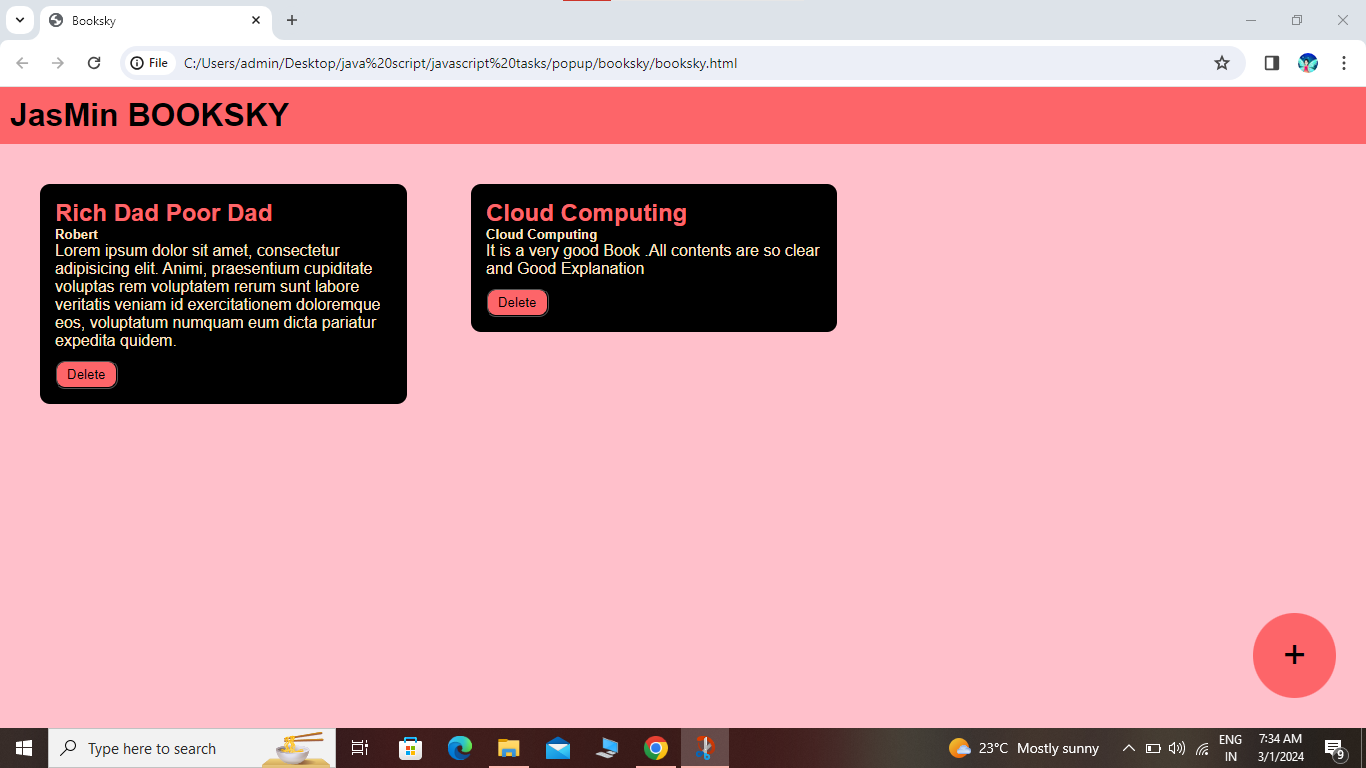 Booksky
File
C:/Users/admin/Desktop/java%20script/javascript%20tasks/popup/booksky/booksky.html
JasMin BOOKSKY
Rich Dad Poor Dad
Robert
Lorem ipsum dolor sit amet, consectetur
adipisicing elit. Animi, praesentium cupiditate
voluptas rem voluptatem rerum sunt labore
veritatis veniam id exercitationem doloremque
eos, voluptatum numquam eum dicta pariatur
expedita quidem.
Delete
Cloud Computing
Cloud Computing
It is a very good Book .All contents are so clear
and Good Explanation
Delete
+
Type here to search
23°C Mostly sunny
ENG
IN
7:34 AM
3/1/2024
9